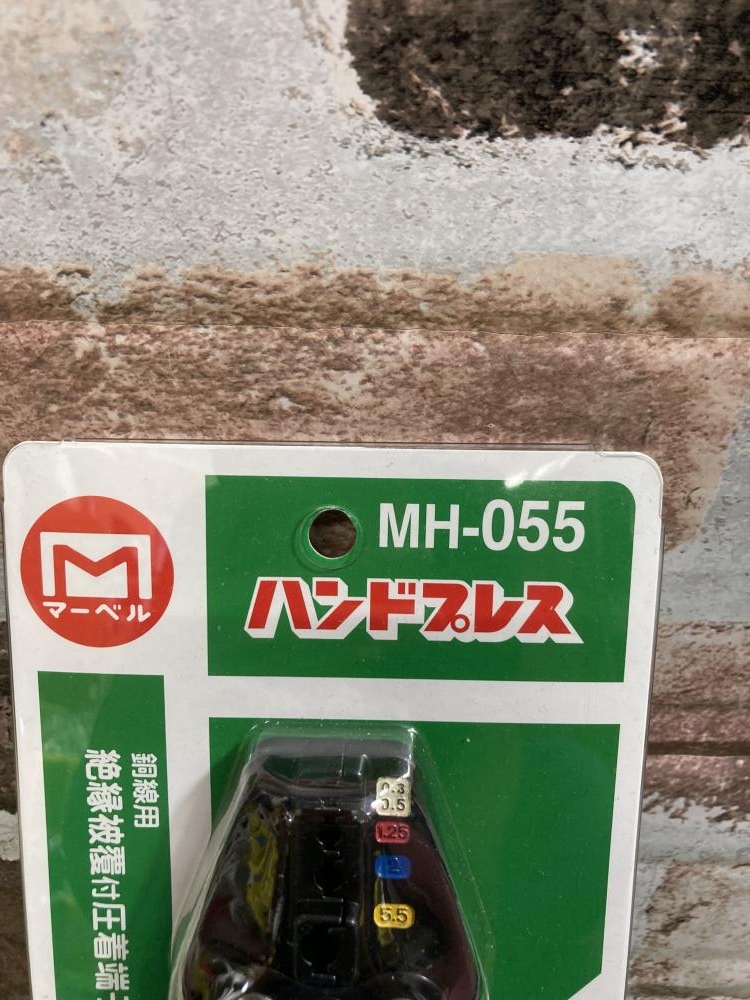 MH-055
ハンドプレス
M
マーベル
銅線用
絶縁被覆付圧着端子
0.3
0.5
1.25
2
5.5